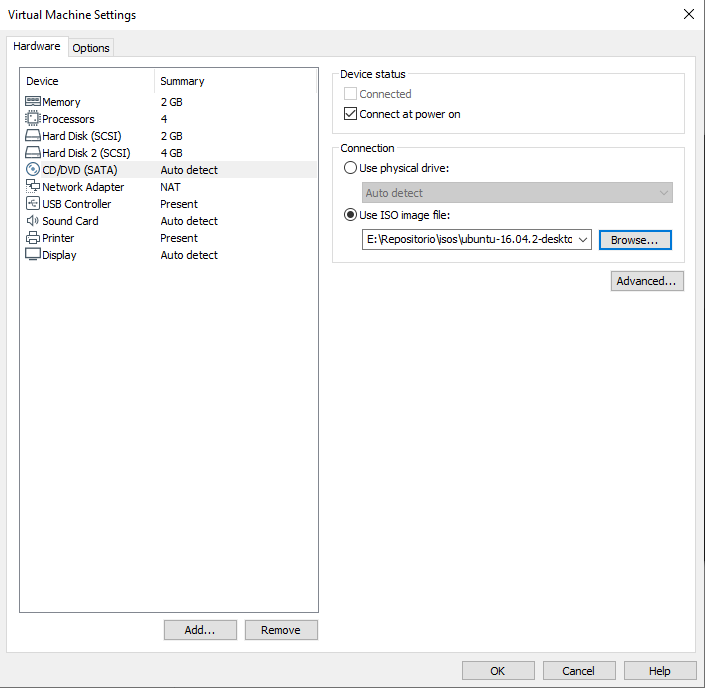 Virtual Machine Settings
Hardware Options
Device Summary
Memory 2 GB
Processors 4
Hard Disk (SCSI) 2 GB
Hard Disk 2 (SCSI) 4 GB
CD/DVD (SATA) Auto detect
Network Adapter NAT
USB Controller Present
Sound Card Auto detect
Printer Present
Display Auto detect
Add... Remove
Device status
Connected
Connect at power on
Connection
Use physical drive:
Auto detect
Use ISO image file:
E:\Repositorio\isos\ubuntu-16.04.2-deskto Browse...
Advanced...
OK Cancel Help